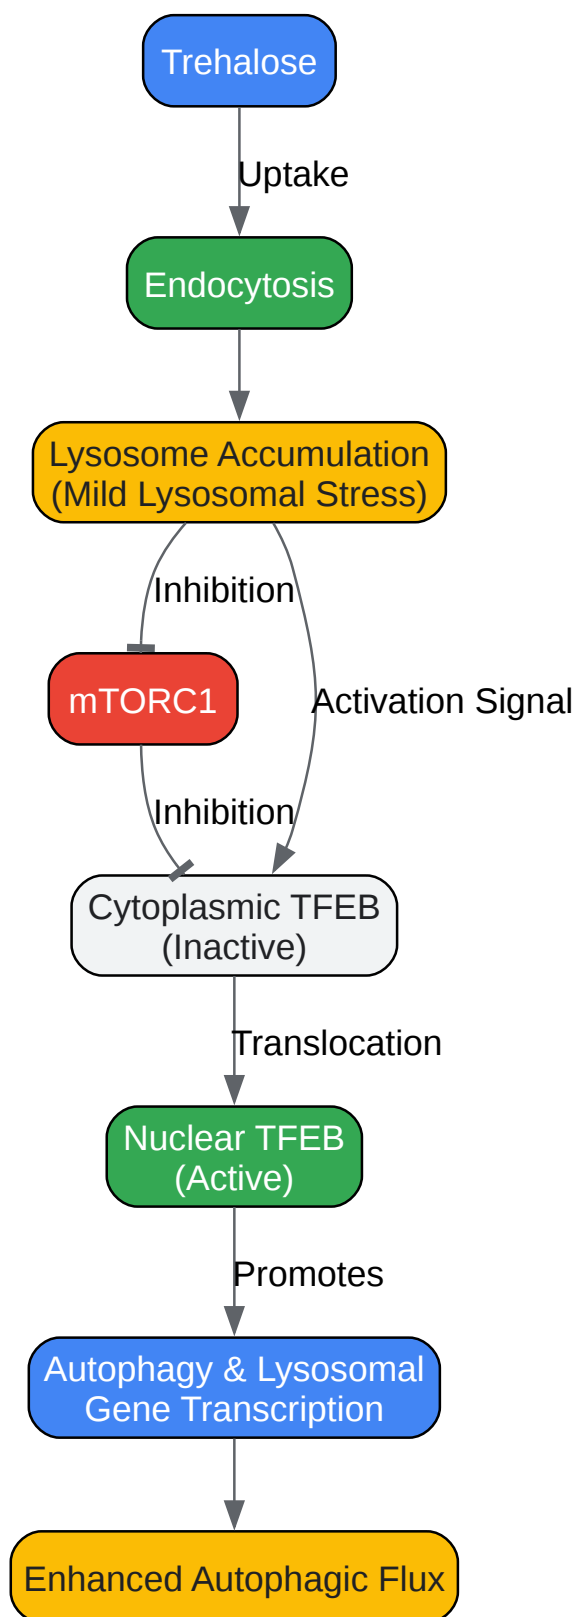 Trehalose
Uptake
Endocytosis
Lysosome Accumulation
(Mild Lysosomal Stress)
Inhibition
mTORC1
Activation Signal
Inhibition
Cytoplasmic TFEB
(Inactive)
Translocation
Nuclear TFEB
(Active)
Promotes
Autophagy & Lysosomal
Gene Transcription
Enhanced Autophagic Flux